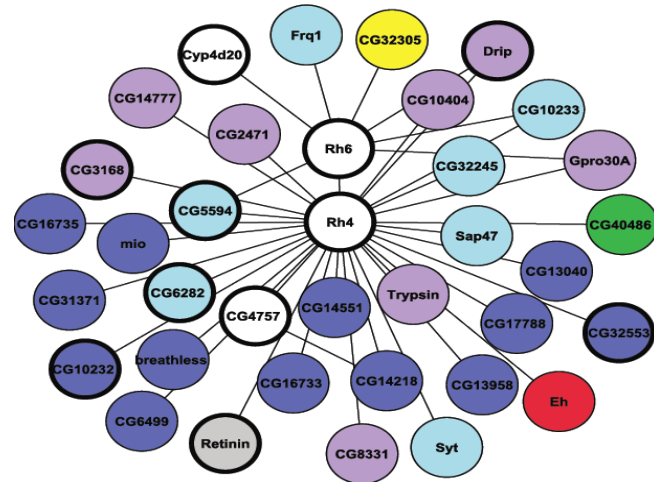 Frq1
CG32305
Cyp4d20
Drip
CG14777
CG10404
CG10233
CG2471
Rh6
CG3168
CG32245
Gpro30A
CG5594
CG16735
Rh4
CG40486
mio
Sap47
CG13040
CG31371
CG6282
Trypsin
CG14551
CG4757
CG17788
CG32553
breathless
CG10232
CG16733
CG14218
CG13958
Eh
CG6499
Retinin
CG8331
Syt